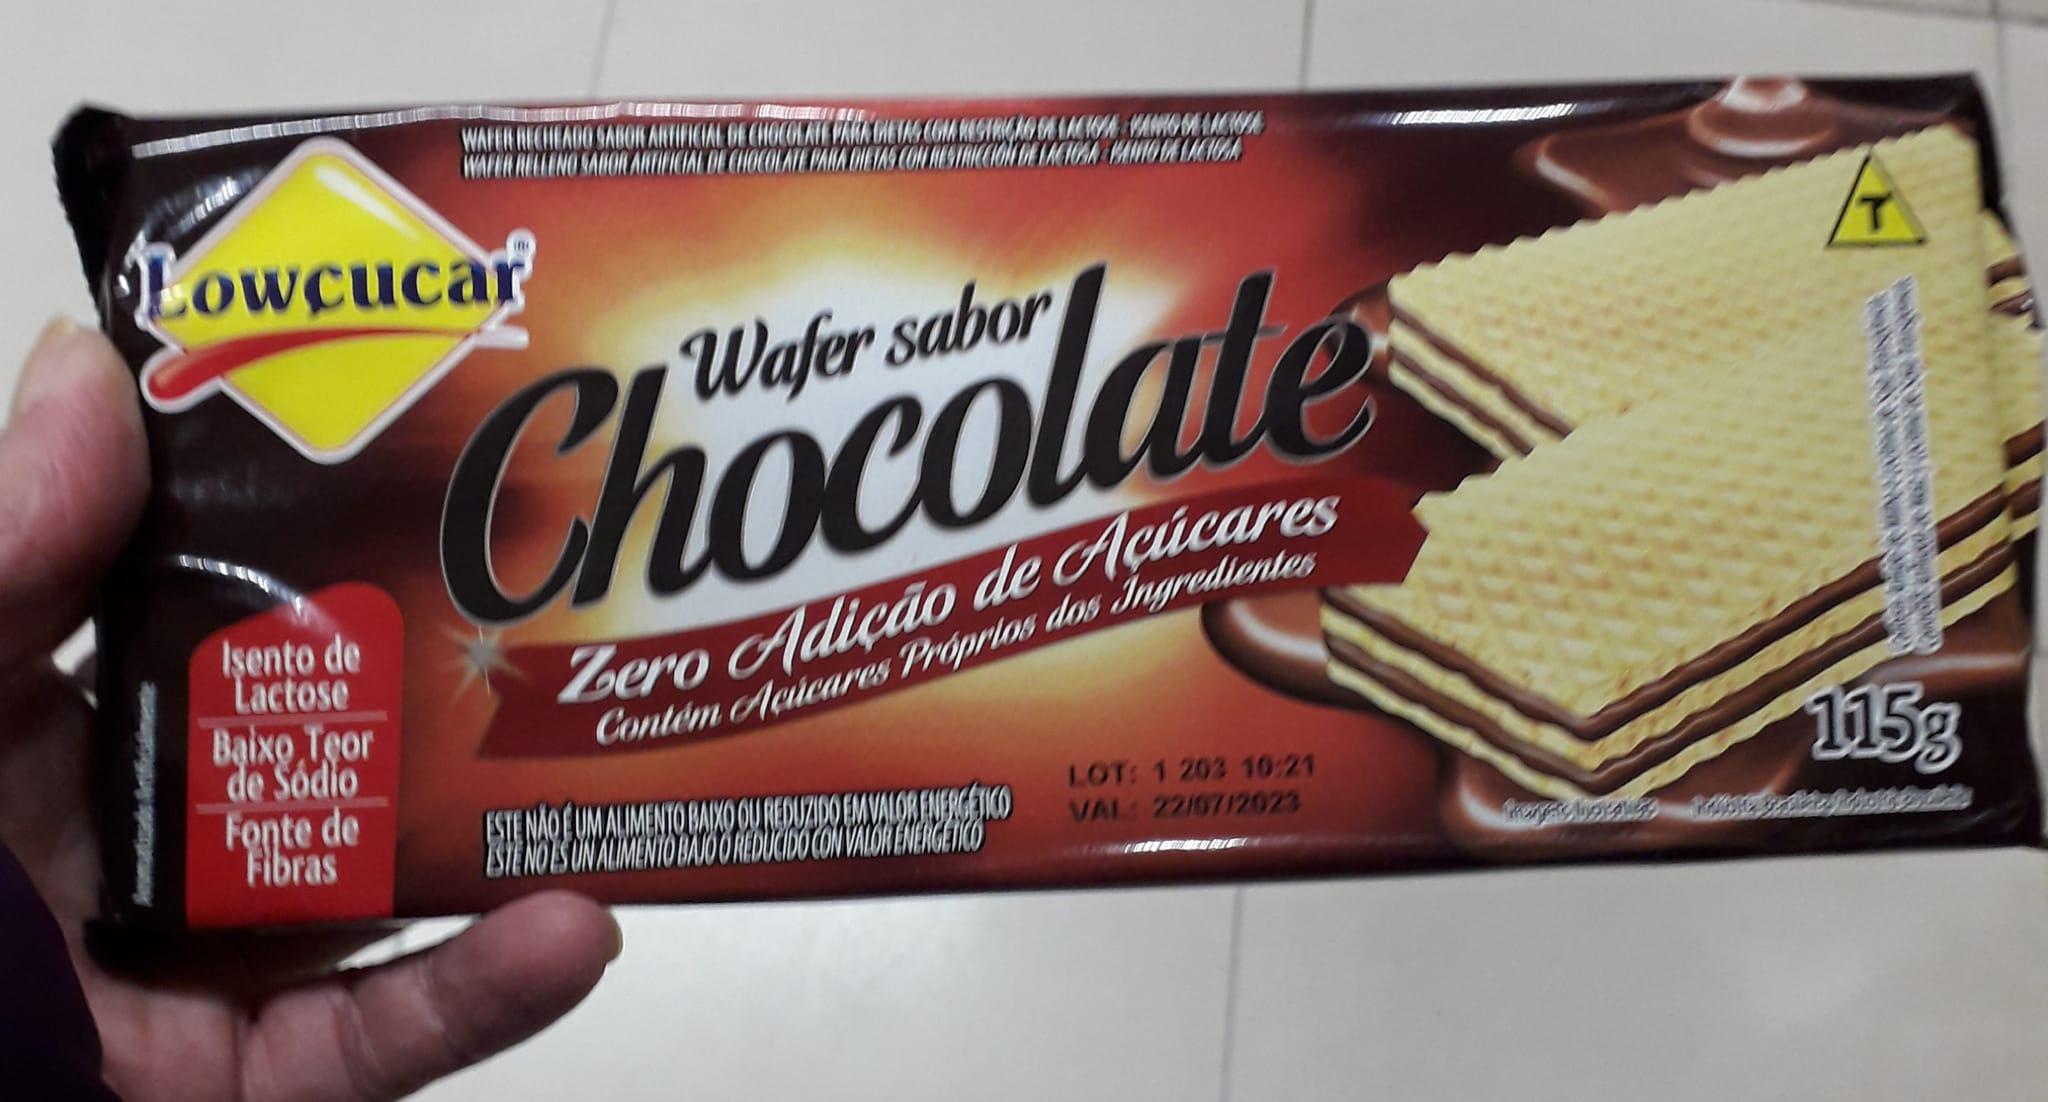 WAFER RECHEADO SABOR ARTIFICIAL DE CHOCOLATE PARA DIETAS COM RESTRIÇÃO DE LACTOSE - ISENTO DE LACTOSE
WAFER RELLENO SABOR ARTIFICIAL DE CHOCOLATE PARA DIETAS CON RESTRICCIÓN DE LACTOSA - ISENTO DE LACTOSA
Lowçucar
T
Wafer sabor
Chocolate
Zero Adição de Açúcares
Contém Açúcares Próprios dos Ingredientes
Isento de
Lactose
Baixo Teor
de Sódio
Fonte de
Fibras
LOT: 1 203 10:21
VAL: 22/07/2023
ESTE NÃO É UM ALIMENTO BAIXO OU REDUZIDO EM VALOR ENERGÉTICO
ESTE NO ES UN ALIMENTO BAJO O REDUCIDO CON VALOR ENERGÉTICO
115g